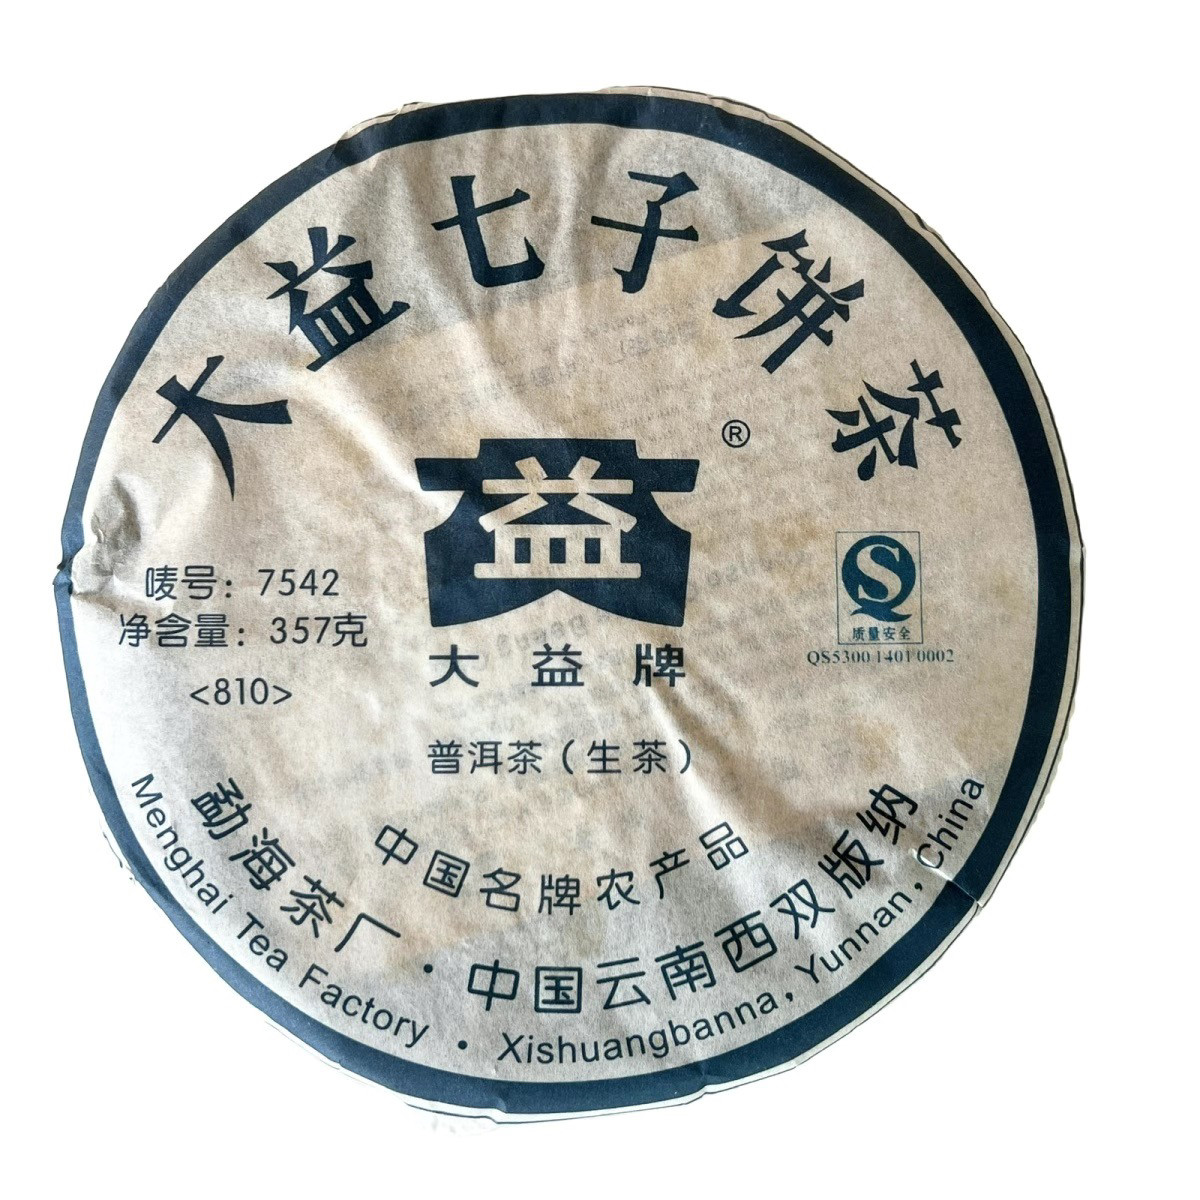 大益七子饼茶
®
益
大益牌
唛号：7542
净含量：357克
<810>
QS
质量安全
QS5300 1401 0002
普洱茶（生茶）
中国名牌农产品
勐海茶厂·中国云南西双版纳
Menghai Tea Factory · Xishuangbanna, Yunnan, China